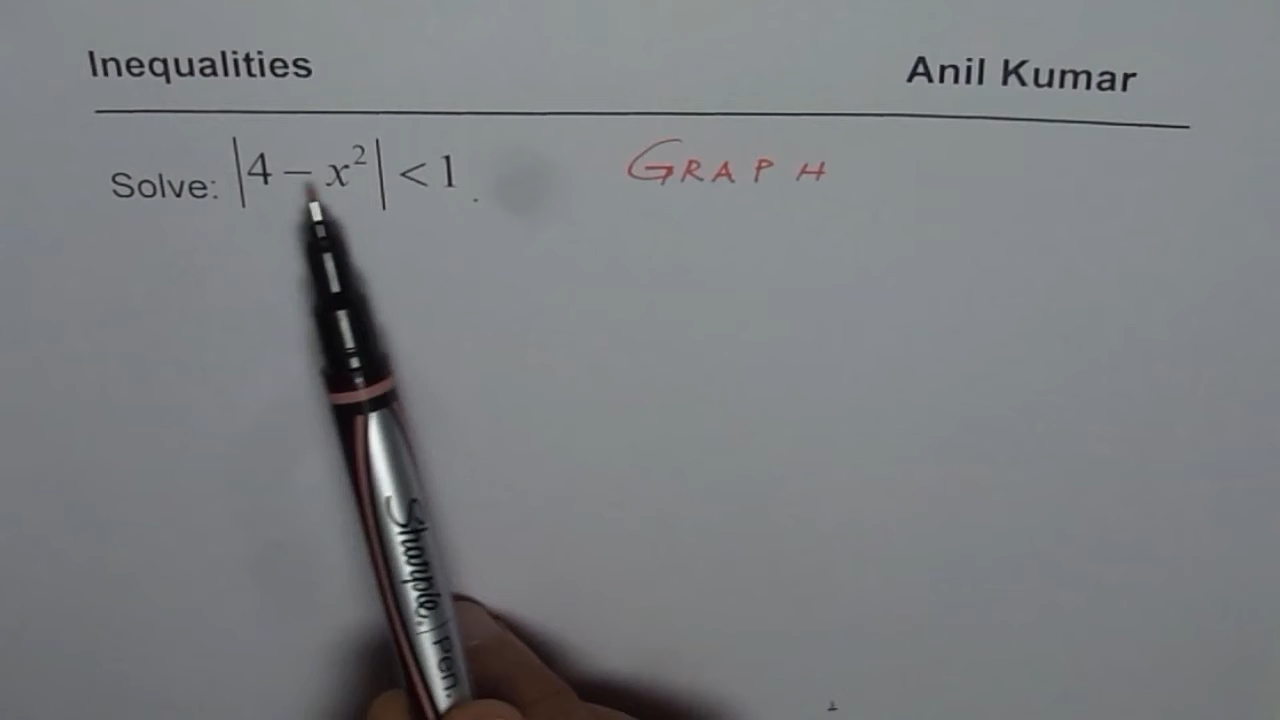 Inequalities Anil Kumar
Solve: |4 − x²| < 1. GRAPH
Sharpie. Pen.